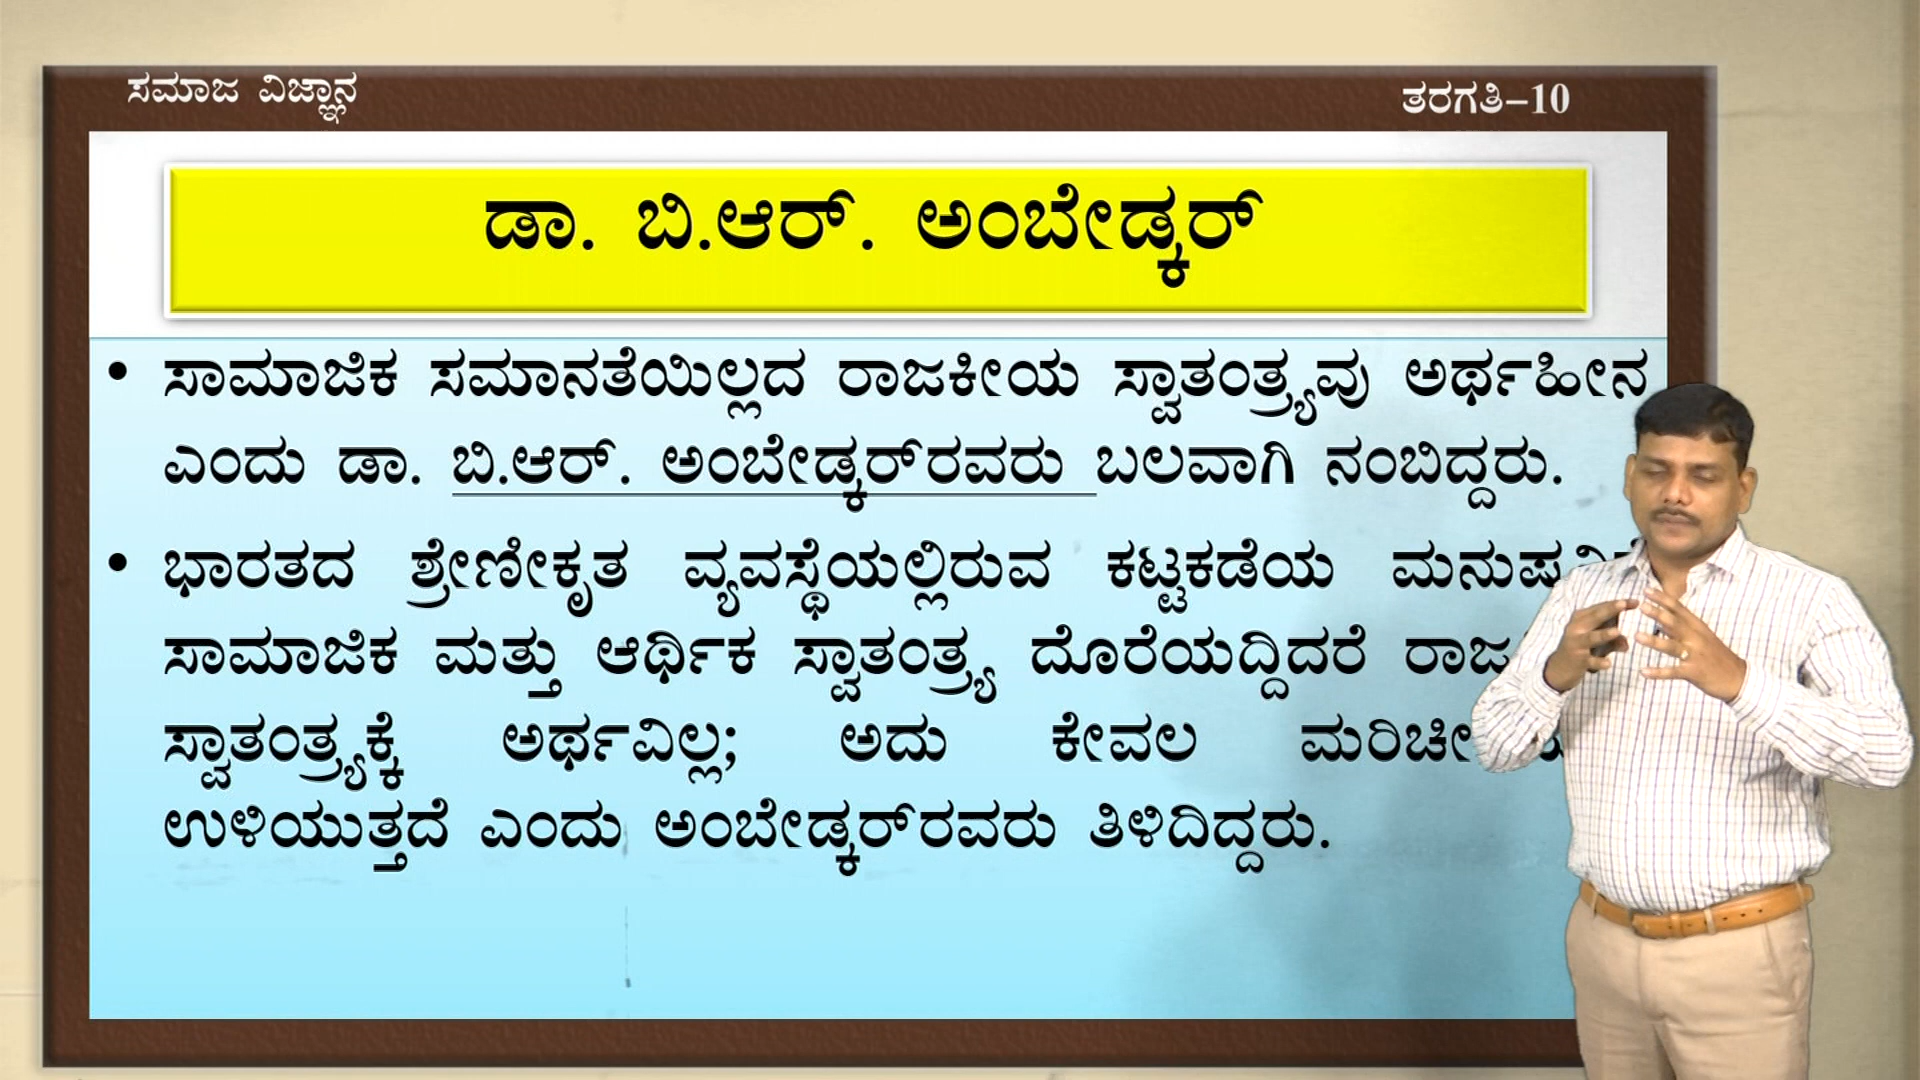 ಸಮಾಜ ವಿಜ್ಞಾನ
ತರಗತಿ-10
ಡಾ. ಬಿ.ಆರ್. ಅಂಬೇಡ್ಕರ್
• ಸಾಮಾಜಿಕ ಸಮಾನತೆಯಿಲ್ಲದ ರಾಜಕೀಯ ಸ್ವಾತಂತ್ರ್ಯವು ಅರ್ಥಹೀನ
ಎಂದು ಡಾ. ಬಿ.ಆರ್. ಅಂಬೇಡ್ಕರ್‌ರವರು ಬಲವಾಗಿ ನಂಬಿದ್ದರು.
• ಭಾರತದ ಶ್ರೇಣೀಕೃತ ವ್ಯವಸ್ಥೆಯಲ್ಲಿರುವ ಕಟ್ಟಕಡೆಯ
ಸಾಮಾಜಿಕ ಮತ್ತು ಆರ್ಥಿಕ ಸ್ವಾತಂತ್ರ್ಯ ದೊರೆಯದ್ದಿದರೆ
ಸ್ವಾತಂತ್ರ್ಯಕ್ಕೆ ಅರ್ಥವಿಲ್ಲ; ಅದು ಕೇವಲ
ಉಳಿಯುತ್ತದೆ ಎಂದು ಅಂಬೇಡ್ಕರ್‌ರವರು ತಿಳಿದಿದ್ದರು.